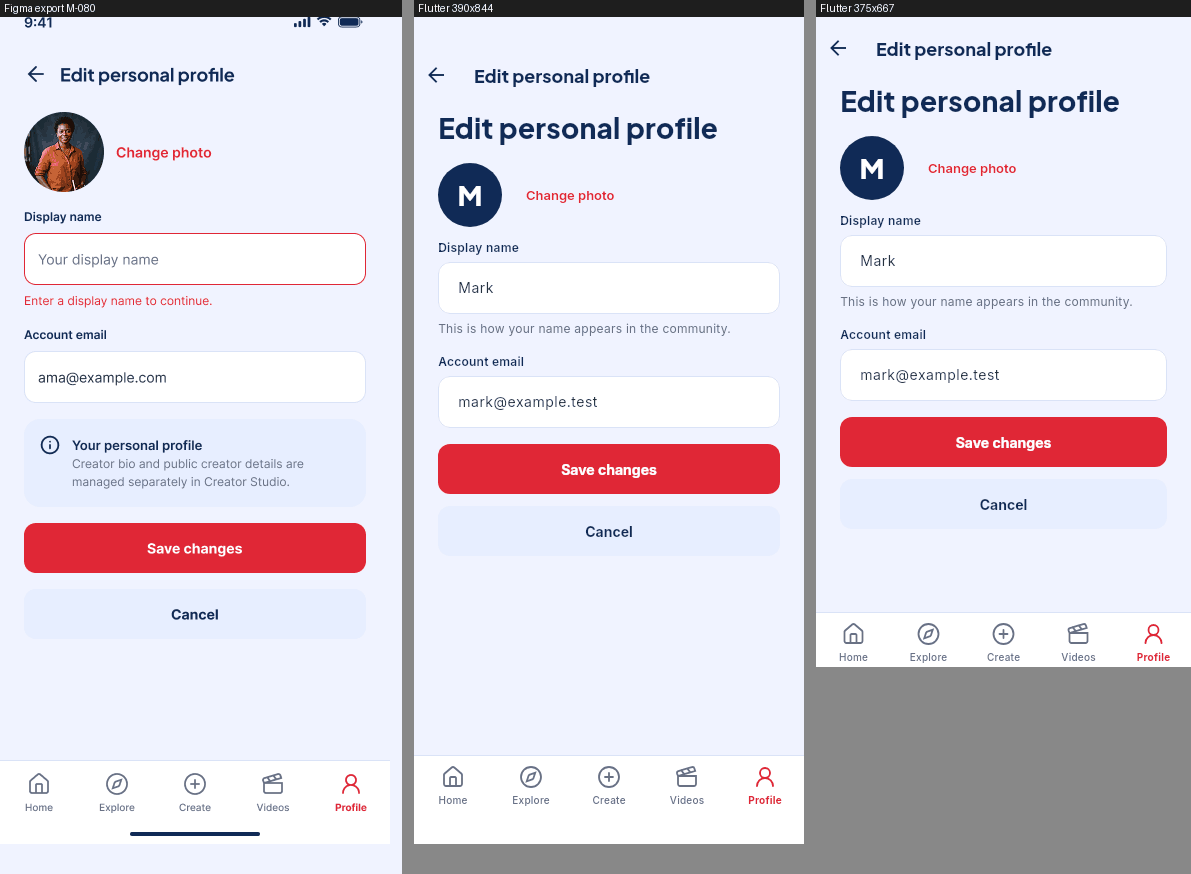 Figma export M-080
9:41
Edit personal profile
Change photo
Display name
Your display name
Enter a display name to continue.
Account email
ama@example.com
Your personal profile
Creator bio and public creator details are
managed separately in Creator Studio.
Save changes
Cancel
Home
Explore
Create
Videos
Profile
Flutter 390x844
Edit personal profile
Edit personal profile
M
Change photo
Display name
Mark
This is how your name appears in the community.
Account email
mark@example.test
Save changes
Cancel
Home
Explore
Create
Videos
Profile
Flutter 375x667
Edit personal profile
Edit personal profile
M
Change photo
Display name
Mark
This is how your name appears in the community.
Account email
mark@example.test
Save changes
Cancel
Home
Explore
Create
Videos
Profile